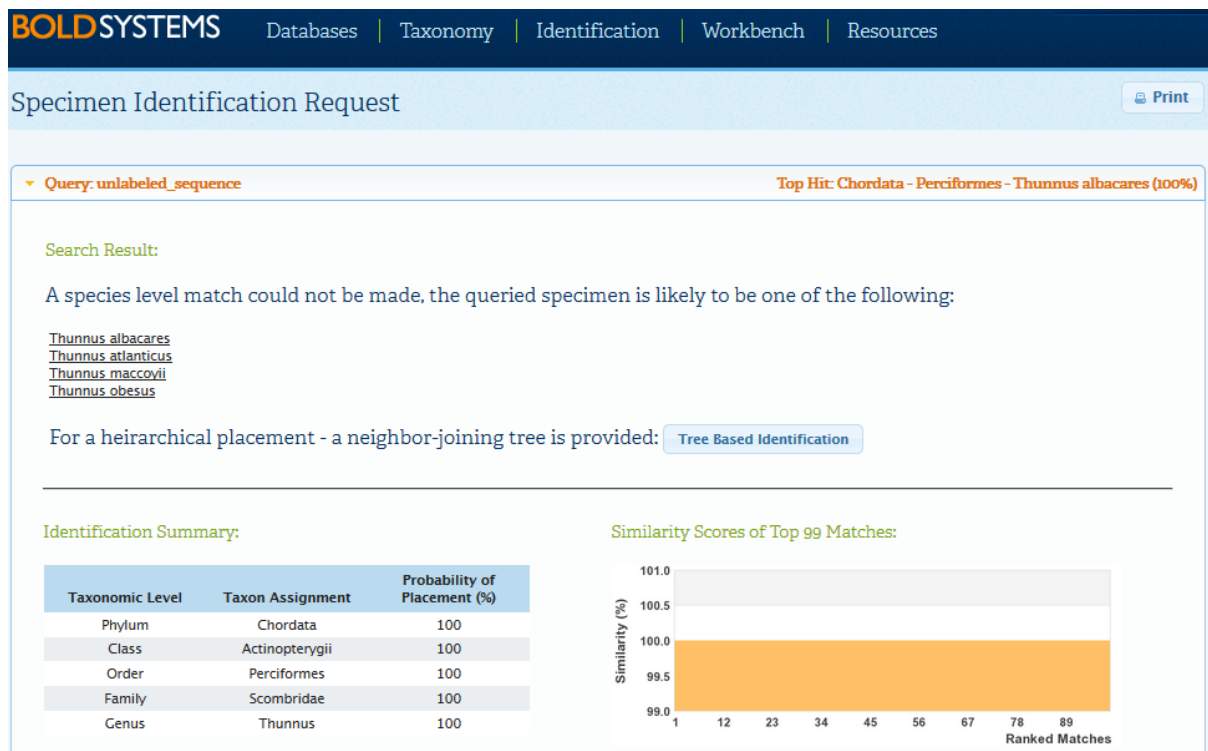 BOLDSYSTEMS Databases Taxonomy Identification Workbench Resources
Specimen Identification Request Print
Query: unlabeled_sequence Top Hit: Chordata - Perciformes - Thunnus albacares (100%)
Search Result:
A species level match could not be made, the queried specimen is likely to be one of the following:
Thunnus albacares
Thunnus atlanticus
Thunnus maccoyii
Thunnus obesus
For a heirarchical placement - a neighbor-joining tree is provided: Tree Based Identification
Identification Summary:
Taxonomic Level Taxon Assignment Probability of Placement (%)
Phylum Chordata 100
Class Actinopterygii 100
Order Perciformes 100
Family Scombridae 100
Genus Thunnus 100
Similarity Scores of Top 99 Matches:
Similarity (%)
101.0
100.5
100.0
99.5
99.0
1 12 23 34 45 56 67 78 89
Ranked Matches